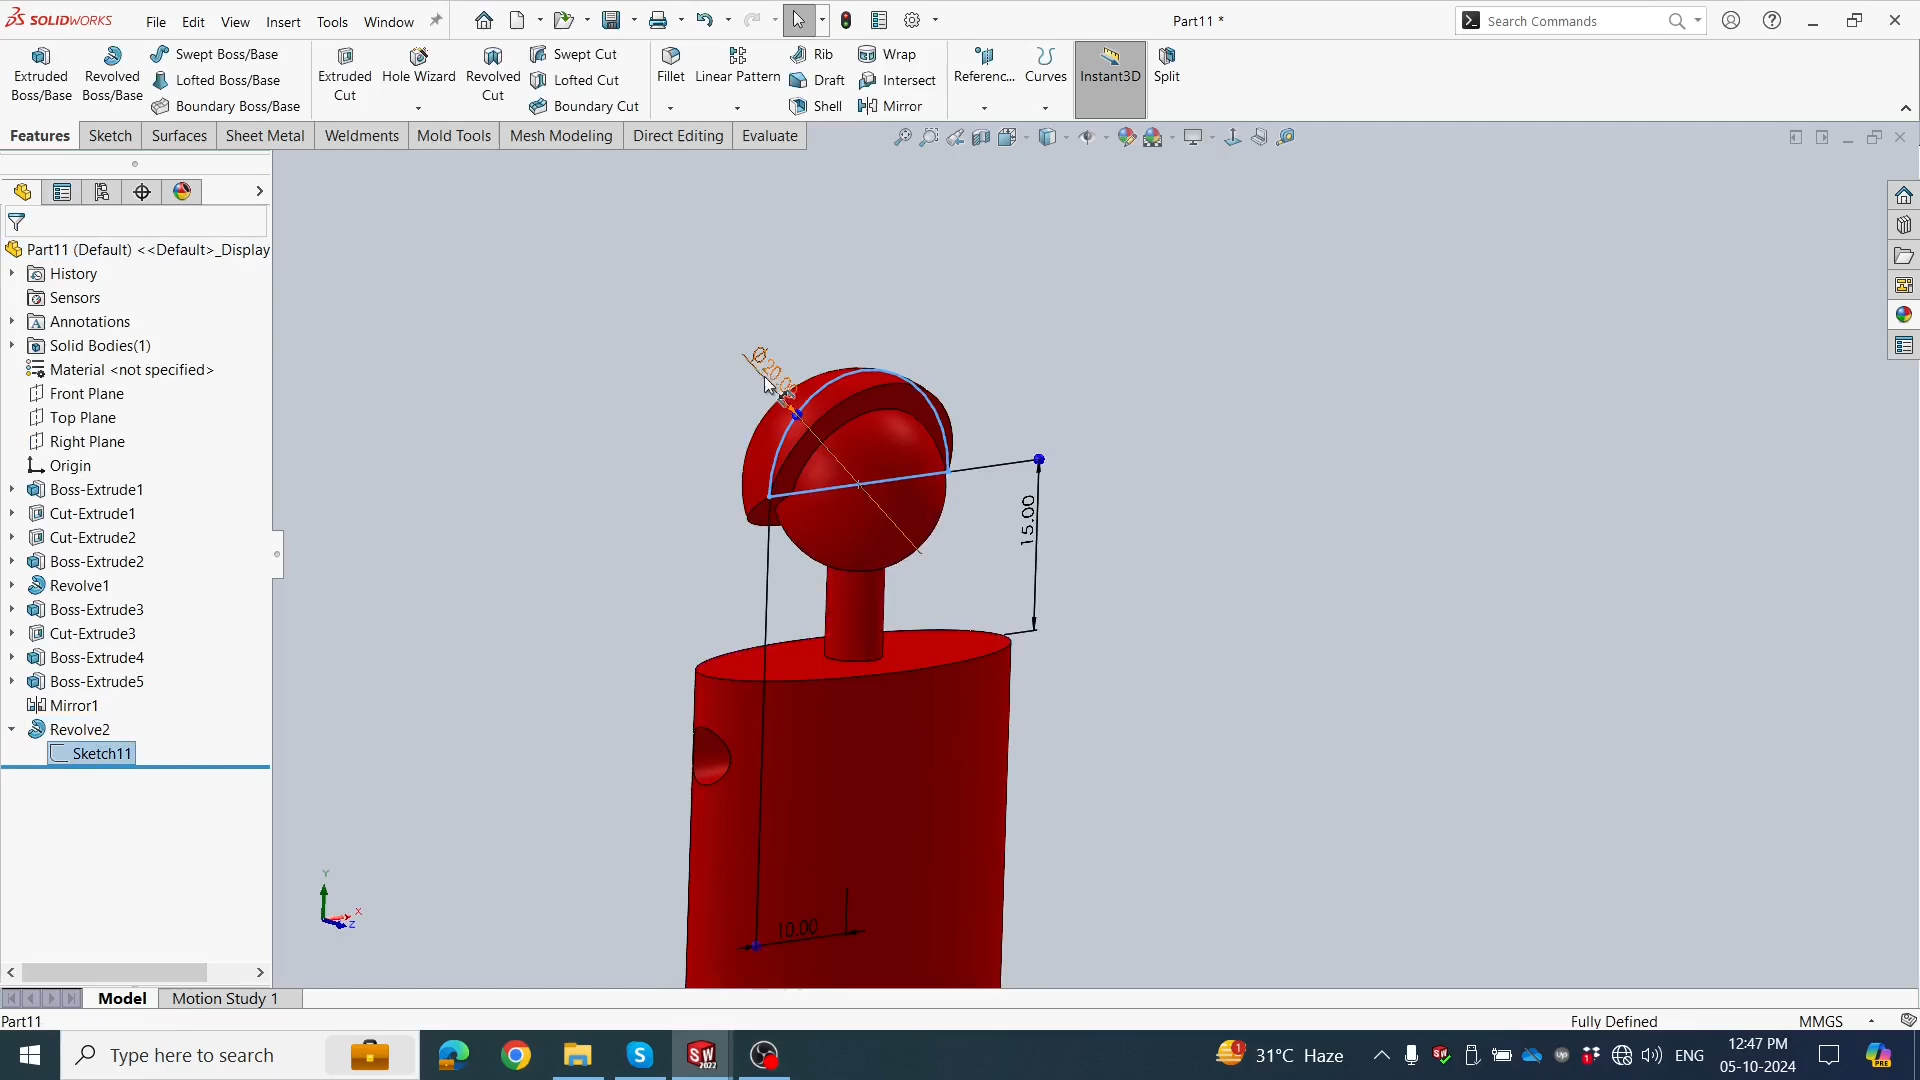 SOLIDWORKS
File
Edit
View
Insert
Tools
Window
Part11 *
Search Commands
Extruded Boss/Base
Revolved Boss/Base
Swept Boss/Base
Lofted Boss/Base
Boundary Boss/Base
Extruded Cut
Hole Wizard
Revolved Cut
Swept Cut
Lofted Cut
Boundary Cut
Fillet
Linear Pattern
Rib
Draft
Shell
Wrap
Intersect
Mirror
Referenc...
Curves
Instant3D
Split
Features
Sketch
Surfaces
Sheet Metal
Weldments
Mold Tools
Mesh Modeling
Direct Editing
Evaluate
Part11 (Default) <<Default>_Display
History
Sensors
Annotations
Solid Bodies(1)
Material <not specified>
Front Plane
Top Plane
Right Plane
Origin
Boss-Extrude1
Cut-Extrude1
Cut-Extrude2
Boss-Extrude2
Revolve1
Boss-Extrude3
Cut-Extrude3
Boss-Extrude4
Boss-Extrude5
Mirror1
Revolve2
Sketch11
Ø20.00
15.00
10.00
Y
X
Z
Model
Motion Study 1
Part11
Fully Defined
MMGS
Type here to search
SW
2022
31°C Haze
ENG
12:47 PM
05-10-2024